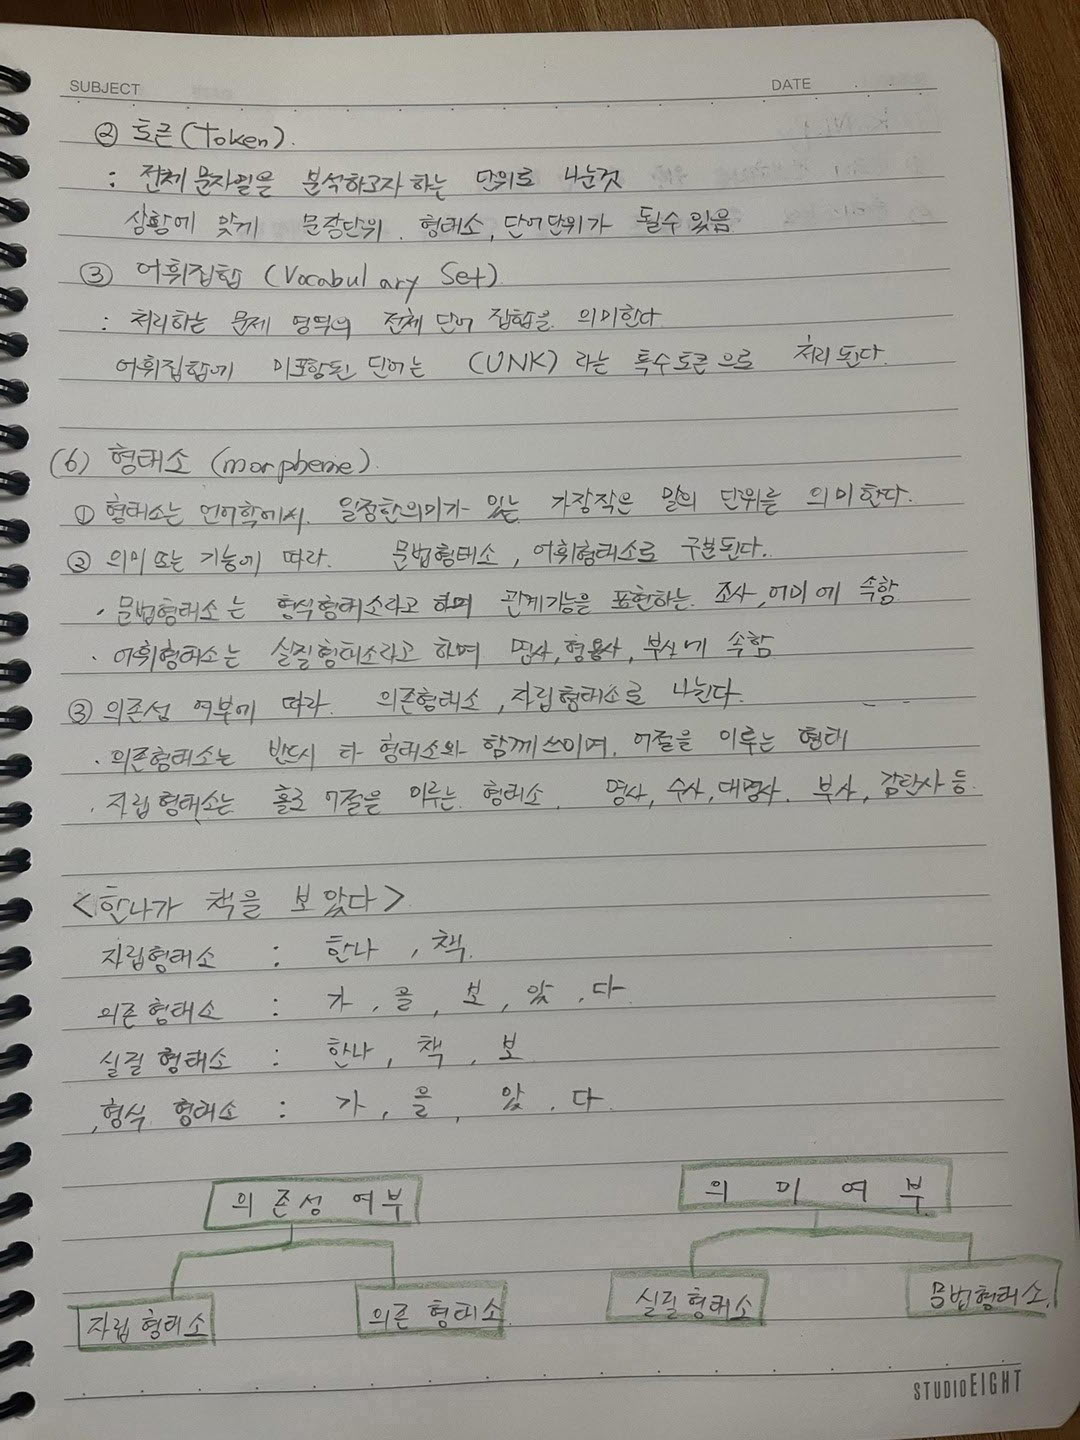 SUBJECT DATE
② 토큰(Token).
: 전체 문자열을 분석하고자 하는 단위로 나눈것
상황에 맞게 문장단위, 형태소, 단어단위가 될수 있음
③ 어휘집합 (Vocabulary Set)
: 처리하는 문제 영역의 전체 단어 집합을 의미한다
어휘집합에 미포함된 단어는 (UNK) 라는 특수토큰으로 처리된다.
(6) 형태소 (morpheme).
① 형태소는 언어학에서, 일정한의미가 있는 가장작은 말의 단위를 의미한다.
② 의미 또는 기능에 따라. 문법형태소, 어휘형태소로 구분된다.
· 문법형태소는 형식형태소라고 하며 관계기능을 표현하는 조사, 어미에 속함
· 어휘형태소는 실질형태소라고 하며 명사, 형용사, 부사에 속함
③ 의존성 여부에 따라. 의존형태소, 자립형태소로 나뉜다.
· 의존형태소는 반드시 타 형태소와 함께쓰이며, 어절을 이루는 형태
· 자립형태소는 홀로 어절을 이루는 형태소. 명사, 수사, 대명사, 부사, 감탄사 등.
<한나가 책을 보았다>
자립형태소 : 한나, 책.
의존형태소 : 가, 을, 보, 았, 다.
실질 형태소 : 한나, 책, 보
형식 형태소 : 가, 을, 았, 다.
의존성 여부 의미여부
자립형태소 의존 형태소 실질형태소 문법형태소.
STUDIOEIGHT